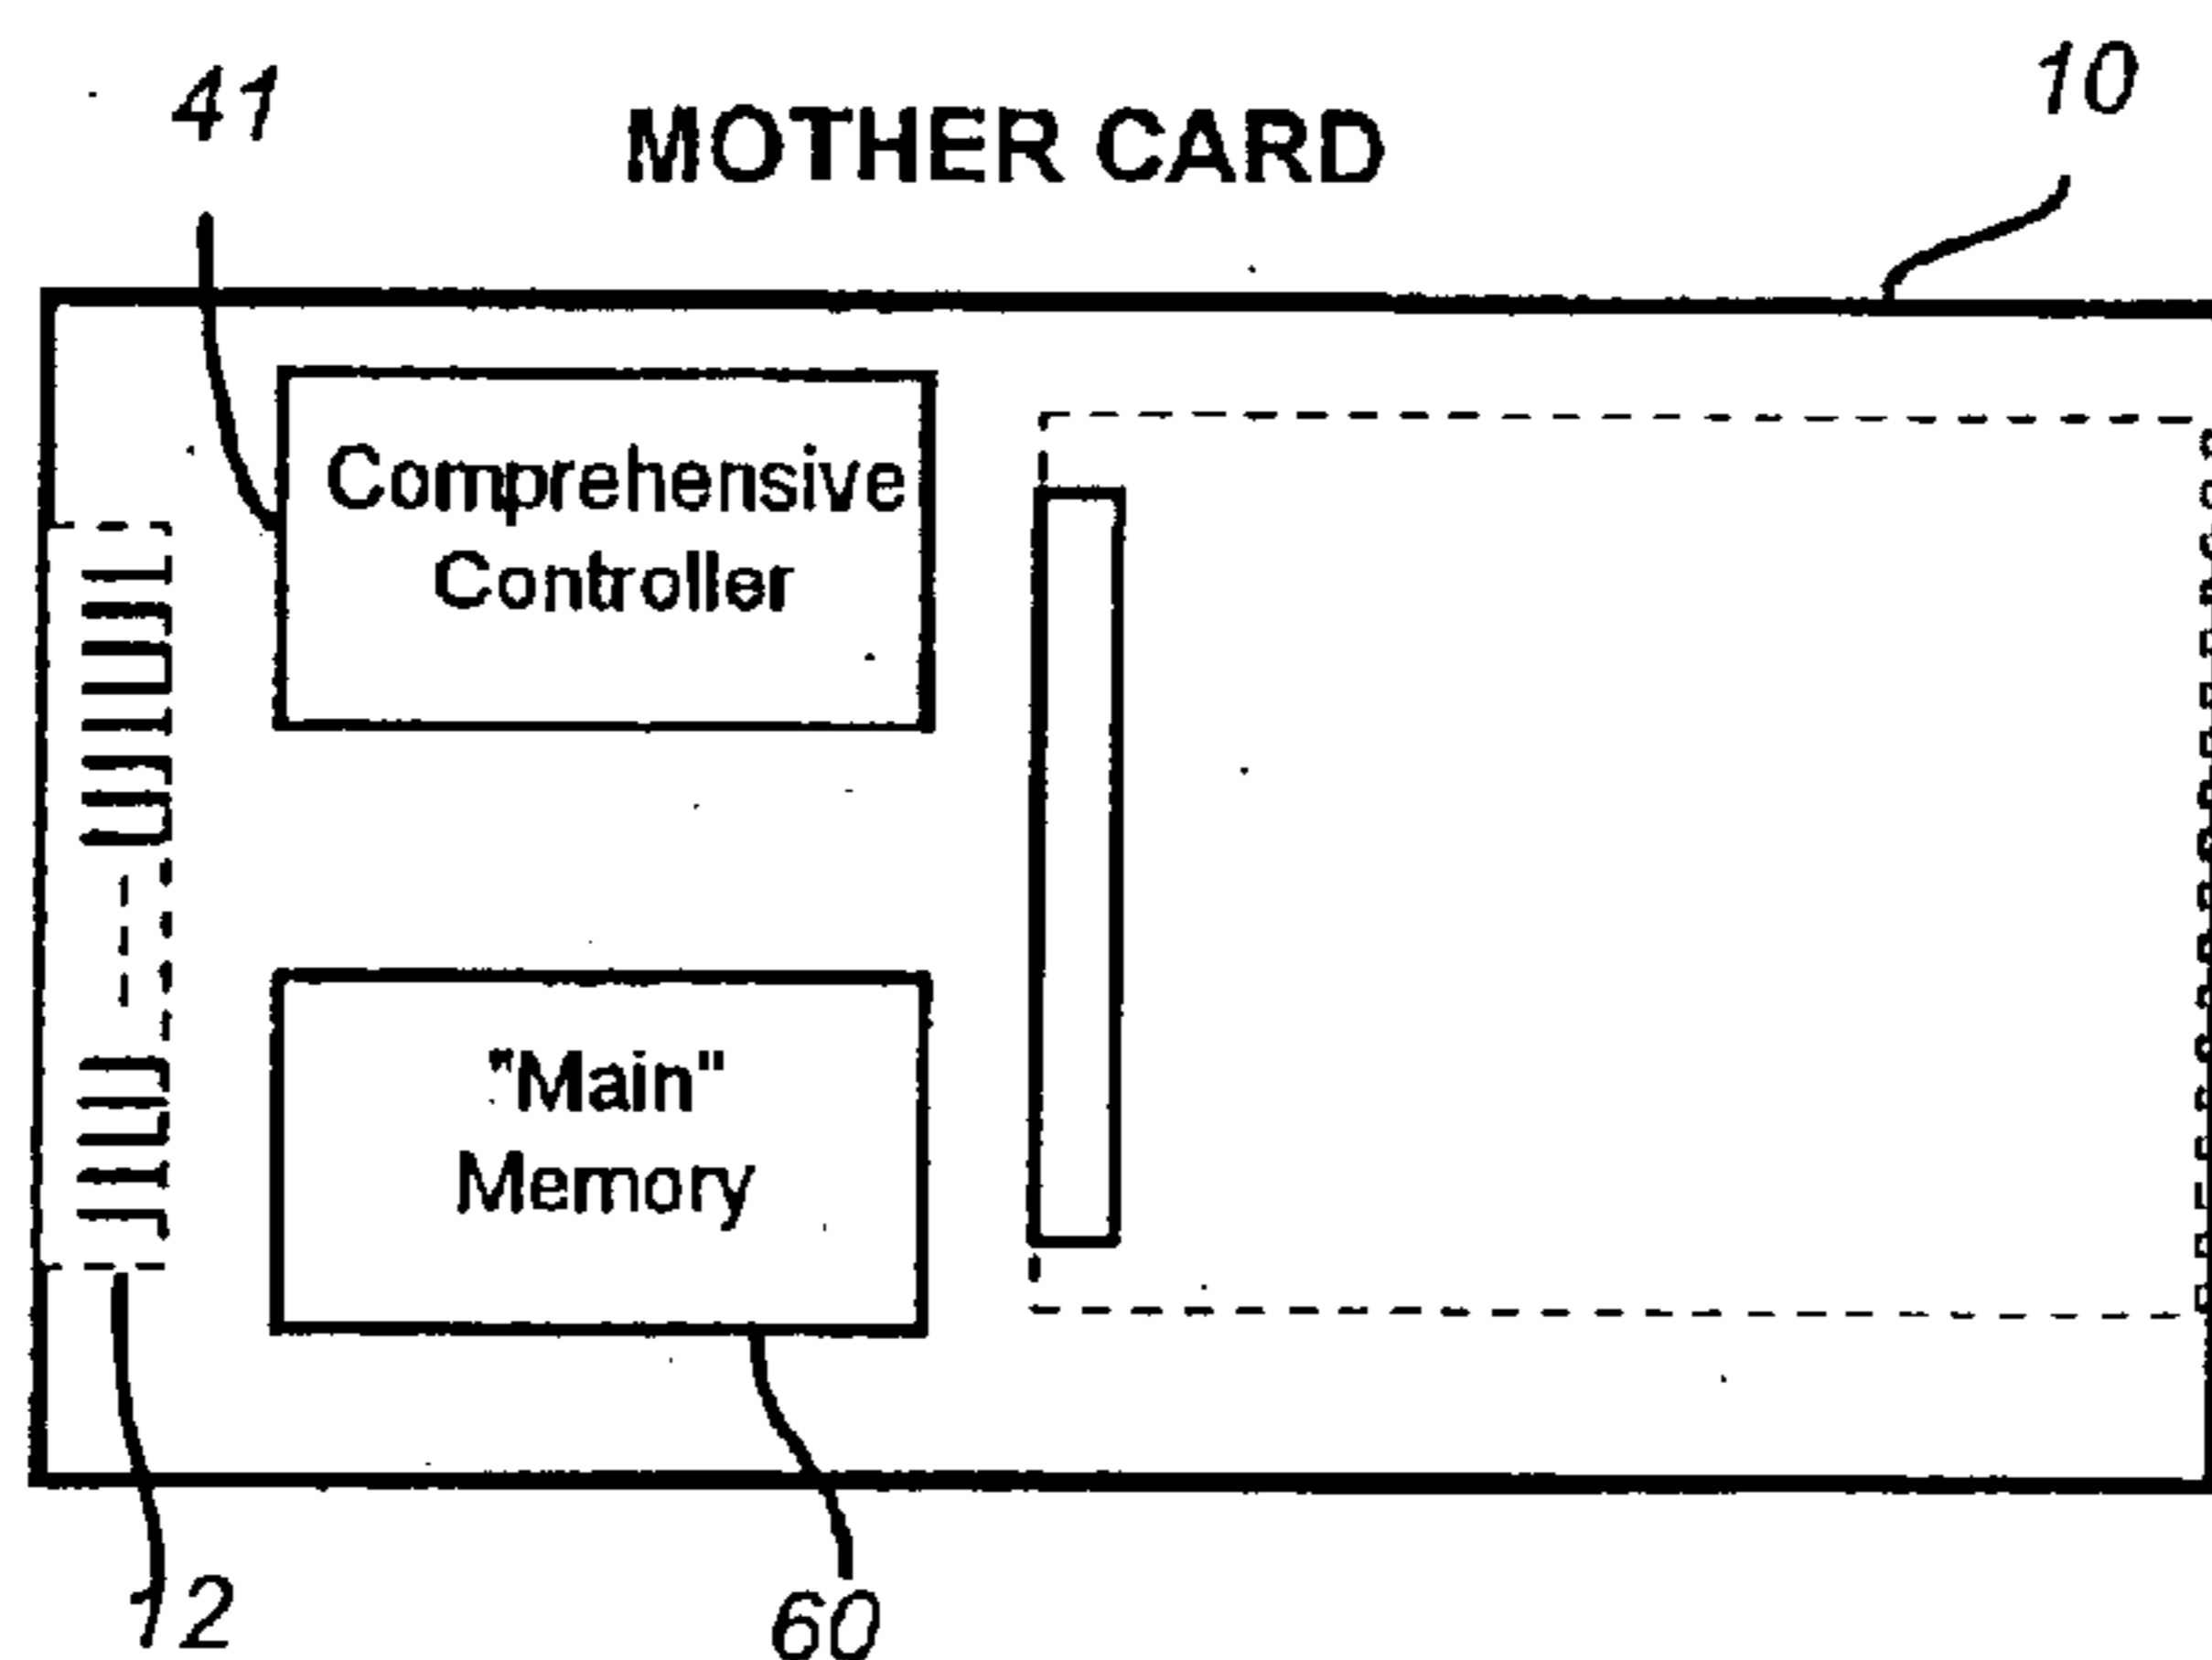 41
MOTHER CARD
10
Comprehensive
Controller
"Main"
Memory
12
60